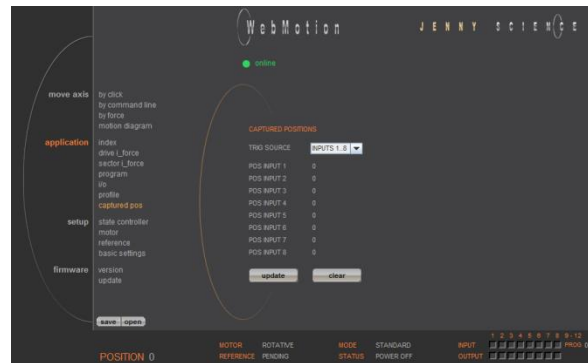 WebMotion
JENNY SCIENCE
online
move axis
by click
by command line
by force
motion diagram
application
index
drive i_force
sector i_force
program
i/o
profile
captured pos
setup
state controller
motor
reference
basic settings
firmware
version
update
save open
CAPTURED POSITIONS
TRIG SOURCE INPUTS 1..8
POS INPUT 1 0
POS INPUT 2 0
POS INPUT 3 0
POS INPUT 4 0
POS INPUT 5 0
POS INPUT 6 0
POS INPUT 7 0
POS INPUT 8 0
update clear
1 2 3 4 5 6 7 8 9-12
POSITION 0
MOTOR ROTATIVE MODE STANDARD INPUT PROG
REFERENCE PENDING STATUS POWER OFF OUTPUT